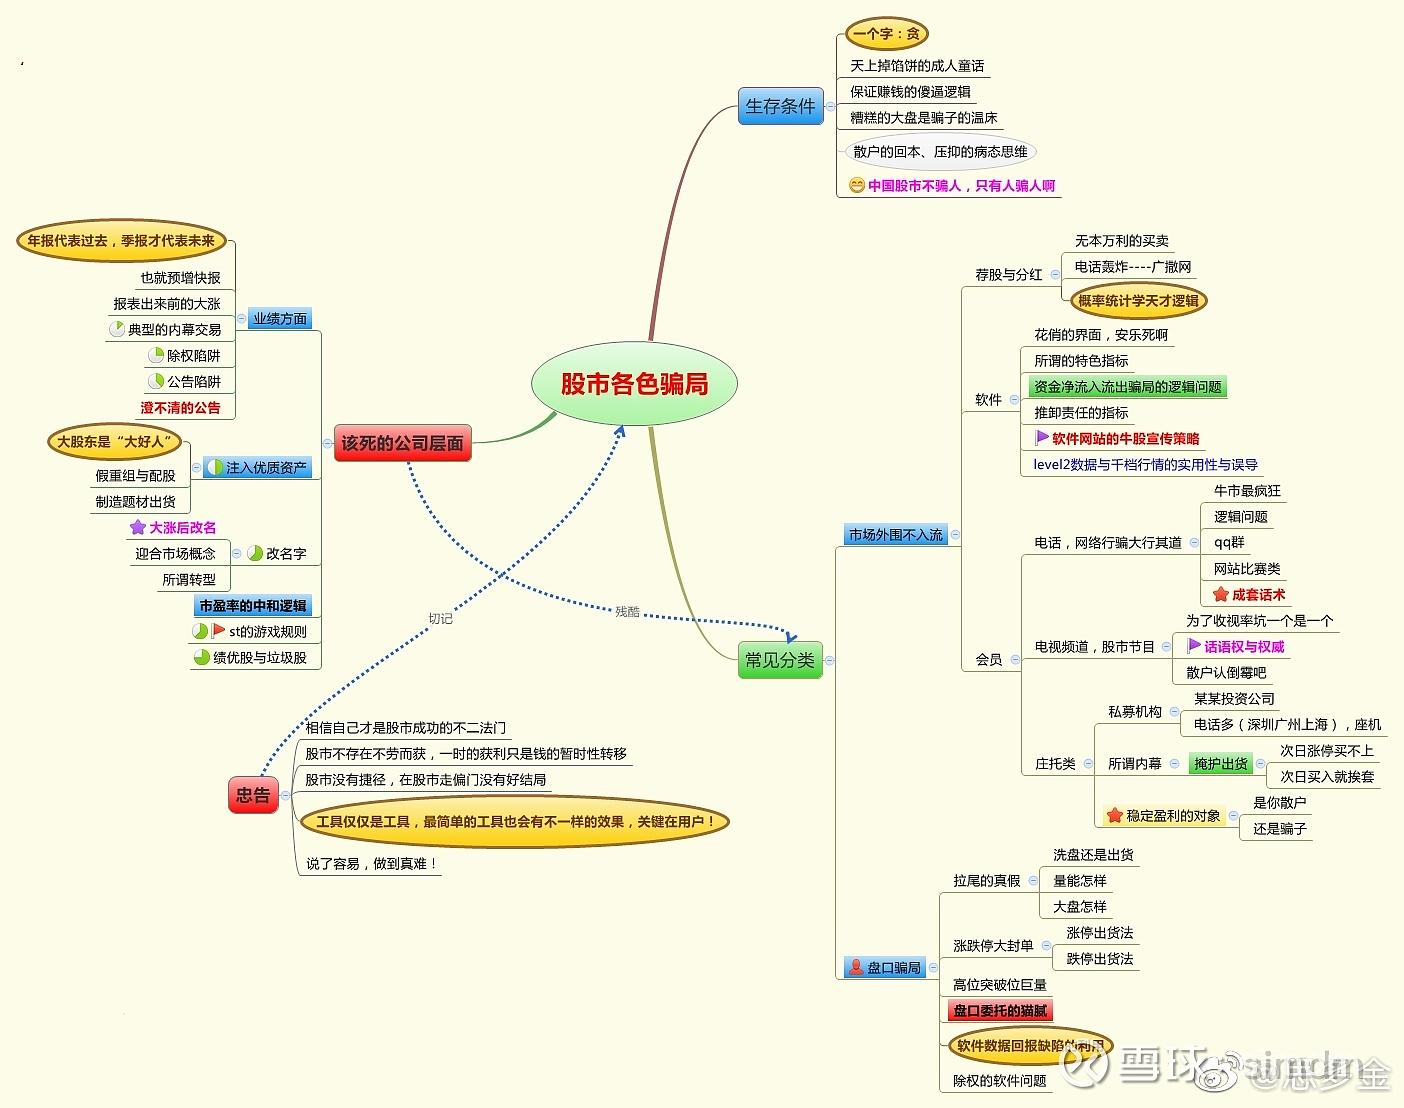 股市各色骗局
生存条件
一个字：贪
天上掉馅饼的成人童话
保证赚钱的傻逼逻辑
糟糕的大盘是骗子的温床
散户的回本、压抑的病态思维
中国股市不骗人，只有人骗人啊
常见分类
市场外围不入流
荐股与分红
无本万利的买卖
电话轰炸----广撒网
概率统计学天才逻辑
软件
花俏的界面，安乐死啊
所谓的特色指标
资金净流入流出骗局的逻辑问题
推卸责任的指标
软件网站的牛股宣传策略
level2数据与千档行情的实用性与误导
会员
电话，网络行骗大行其道
牛市最疯狂
逻辑问题
qq群
网站比赛类
成套话术
电视频道，股市节目
为了收视率坑一个是一个
话语权与权威
散户认倒霉吧
庄托类
私募机构
某某投资公司
电话多（深圳广州上海），座机
所谓内幕
掩护出货
次日涨停买不上
次日买入就挨套
稳定盈利的对象
是你散户
还是骗子
盘口骗局
拉尾的真假
洗盘还是出货
量能怎样
大盘怎样
涨跌停大封单
涨停出货法
跌停出货法
高位突破位巨量
盘口委托的猫腻
软件数据回报缺陷的利用
除权的软件问题
该死的公司层面
业绩方面
年报代表过去，季报才代表未来
也就预增快报
报表出来前的大涨
典型的内幕交易
除权陷阱
公告陷阱
澄不清的公告
注入优质资产
大股东是“大好人”
假重组与配股
制造题材出货
改名字
大涨后改名
迎合市场概念
所谓转型
市盈率的中和逻辑
st的游戏规则
绩优股与垃圾股
切记
残酷
忠告
相信自己才是股市成功的不二法门
股市不存在不劳而获，一时的获利只是钱的暂时性转移
股市没有捷径，在股市走偏门没有好结局
工具仅仅是工具，最简单的工具也会有不一样的效果，关键在用户！
说了容易，做到真难！
雪球
@思多金